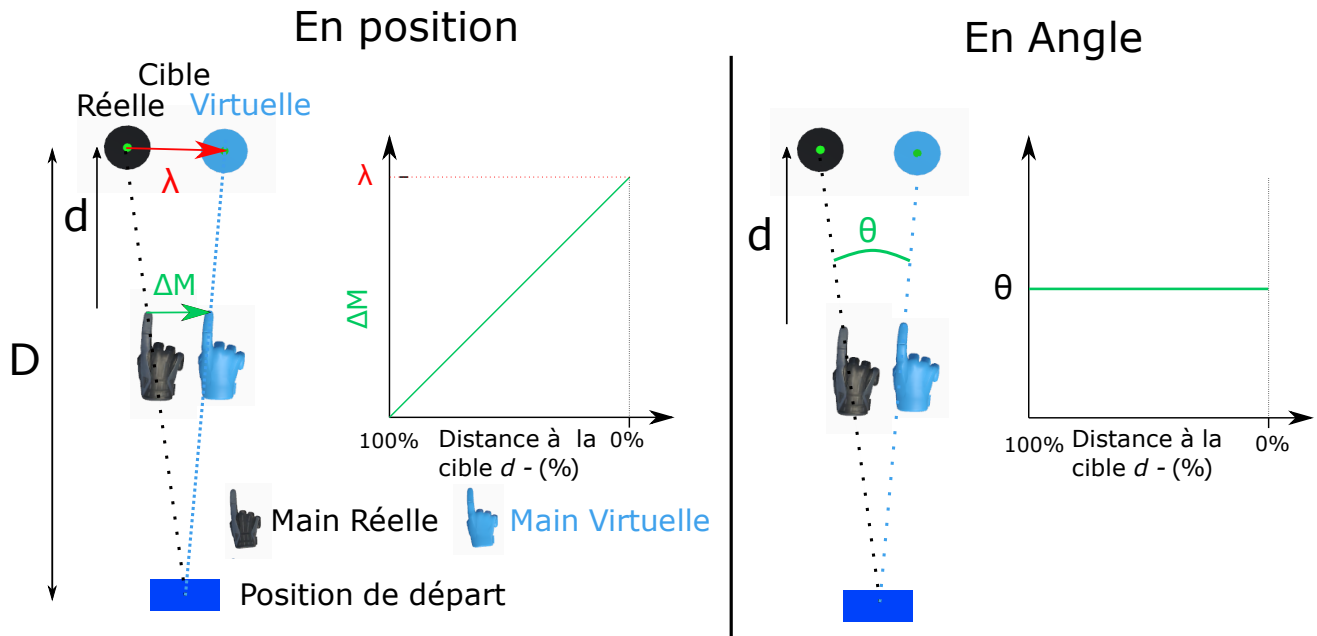 En position
Cible
Réelle Virtuelle
λ
d
ΔM
D
λ
ΔM
100% Distance à la 0%
cible d - (%)
Main Réelle Main Virtuelle
Position de départ
En Angle
d
θ
θ
100% Distance à la 0%
cible d - (%)